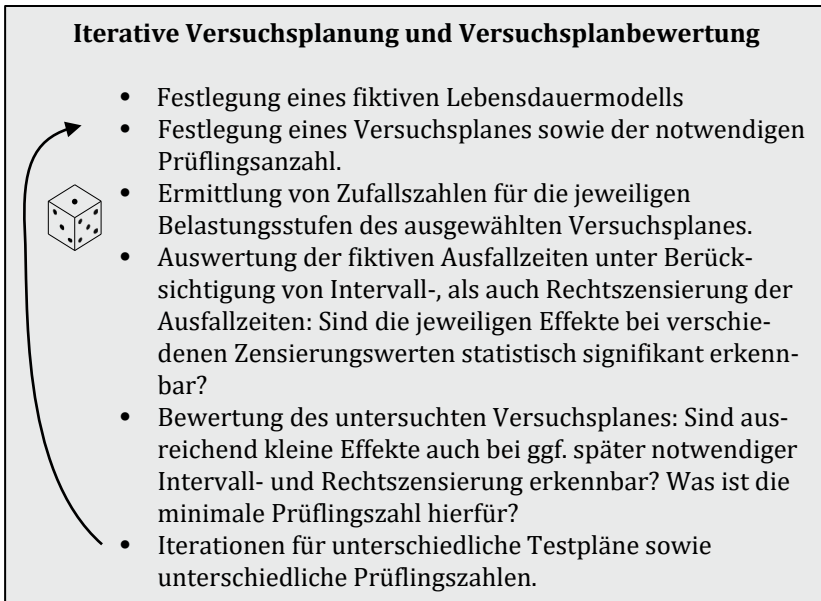 Iterative Versuchsplanung und Versuchsplanbewertung
• Festlegung eines fiktiven Lebensdauermodells
• Festlegung eines Versuchsplanes sowie der notwendigen
Prüflingsanzahl.
• Ermittlung von Zufallszahlen für die jeweiligen
Belastungsstufen des ausgewählten Versuchsplanes.
• Auswertung der fiktiven Ausfallzeiten unter Berück-
sichtigung von Intervall-, als auch Rechtszensierung der
Ausfallzeiten: Sind die jeweiligen Effekte bei verschie-
denen Zensierungswerten statistisch signifikant erkenn-
bar?
• Bewertung des untersuchten Versuchsplanes: Sind aus-
reichend kleine Effekte auch bei ggf. später notwendiger
Intervall- und Rechtszensierung erkennbar? Was ist die
minimale Prüflingszahl hierfür?
• Iterationen für unterschiedliche Testpläne sowie
unterschiedliche Prüflingszahlen.